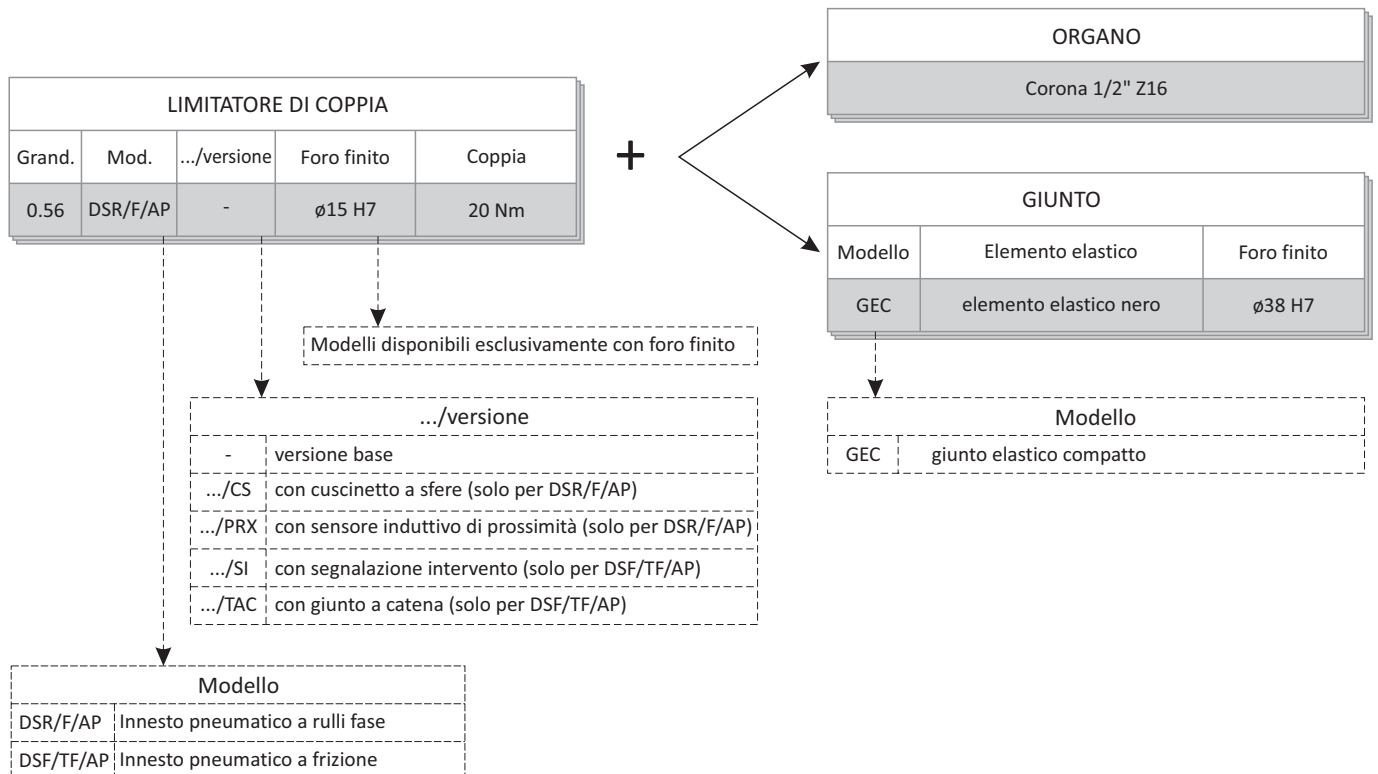 LIMITATORE DI COPPIA
Grand. Mod. .../versione Foro finito Coppia
0.56 DSR/F/AP - ø15 H7 20 Nm
+
ORGANO
Corona 1/2" Z16
GIUNTO
Modello Elemento elastico Foro finito
GEC elemento elastico nero ø38 H7
Modelli disponibili esclusivamente con foro finito
.../versione
- versione base
.../CS con cuscinetto a sfere (solo per DSR/F/AP)
.../PRX con sensore induttivo di prossimità (solo per DSR/F/AP)
.../SI con segnalazione intervento (solo per DSF/TF/AP)
.../TAC con giunto a catena (solo per DSF/TF/AP)
Modello
GEC giunto elastico compatto
Modello
DSR/F/AP Innesto pneumatico a rulli fase
DSF/TF/AP Innesto pneumatico a frizione